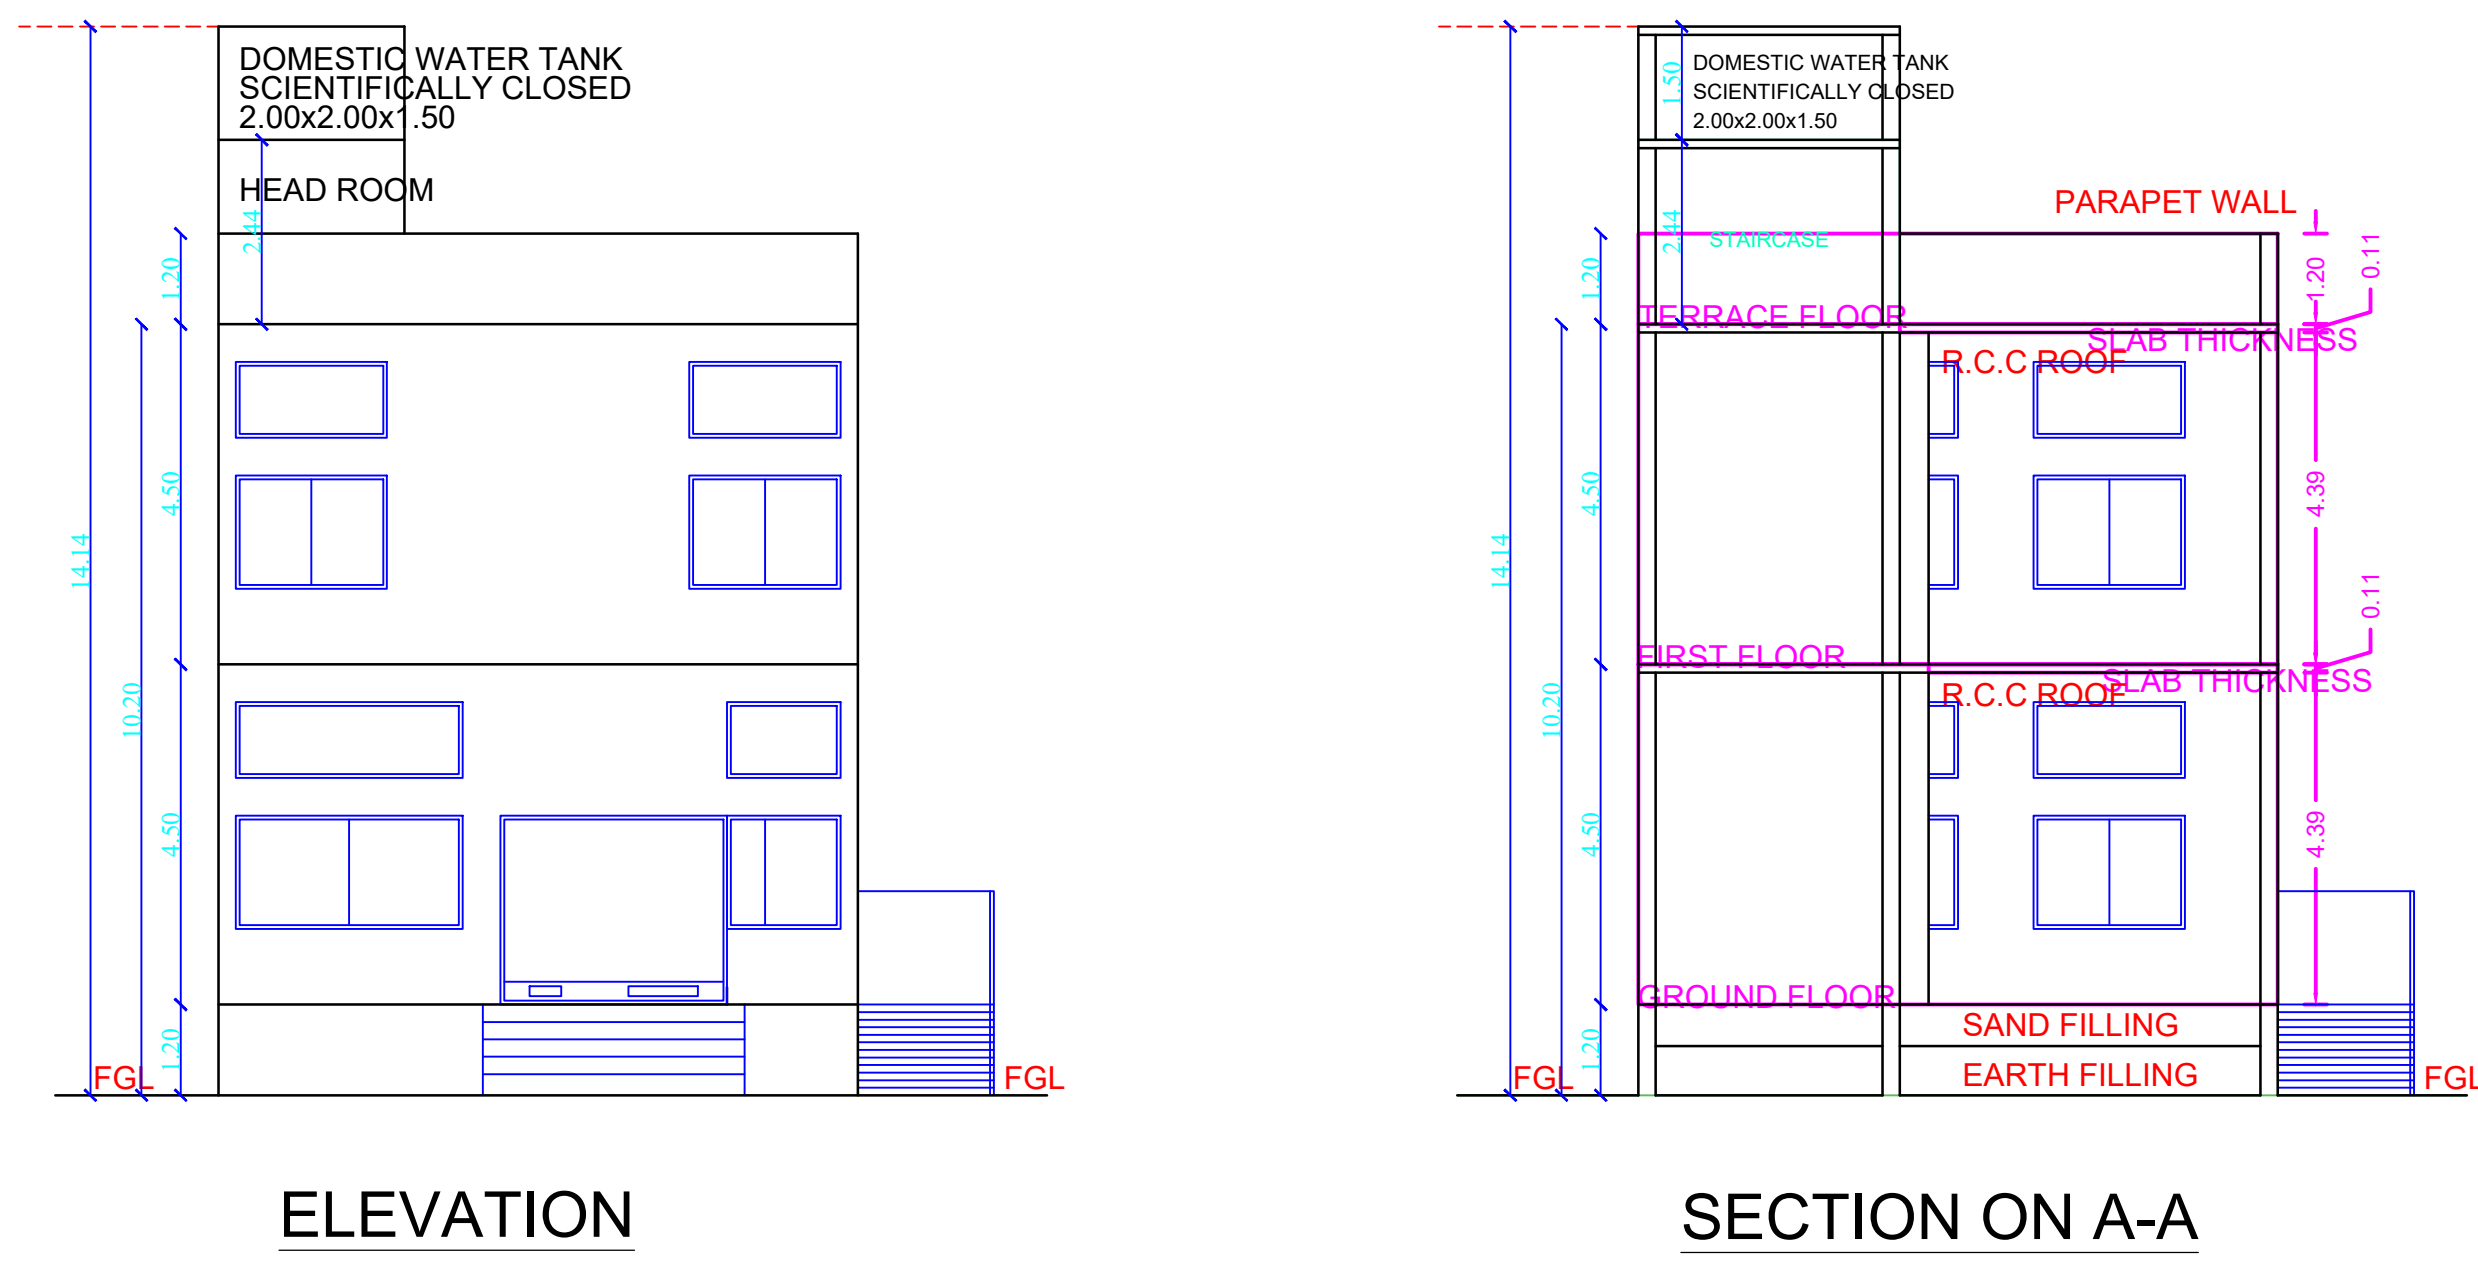 DOMESTIC WATER TANK
SCIENTIFICALLY CLOSED
2.00x2.00x1.50
HEAD ROOM
2.44
1.20
4.50
14.14
10.20
4.50
1.20
FGL
FGL
ELEVATION
DOMESTIC WATER TANK
SCIENTIFICALLY CLOSED
2.00x2.00x1.50
1.50
PARAPET WALL
2.44
STAIRCASE
1.20
1.20
0.11
TERRACE FLOOR
SLAB THICKNESS
R.C.C ROOF
4.50
4.39
14.14
0.11
FIRST FLOOR
SLAB THICKNESS
R.C.C ROOF
10.20
4.50
4.39
GROUND FLOOR
SAND FILLING
1.20
EARTH FILLING
FGL
FGL
SECTION ON A-A